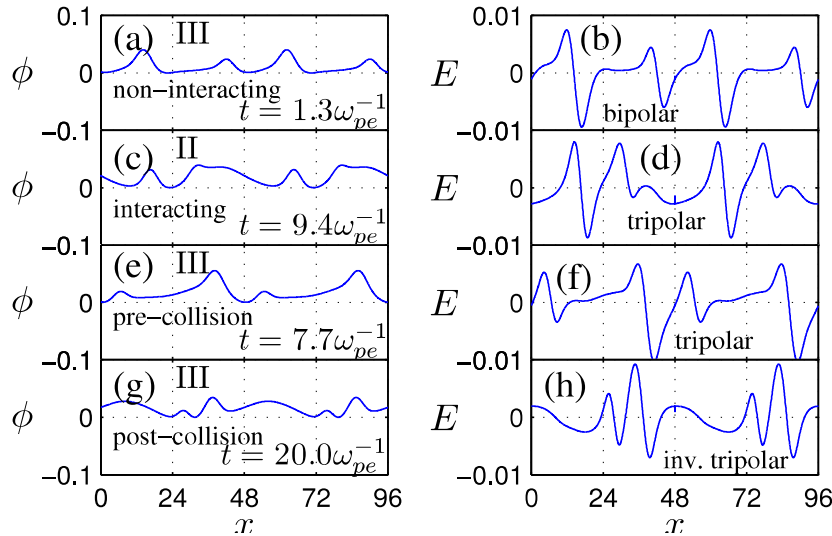 0.1 0.01
(a) III (b)
ϕ 0 E 0
non−interacting
t = 1.3ω_pe^−1 bipolar
−0.1 −0.01
(c) II (d)
ϕ 0 E 0
interacting t = 9.4ω_pe^−1 tripolar
−0.1 −0.01
(e) III (f)
ϕ 0 E 0
pre−collision t = 7.7ω_pe^−1 tripolar
−0.1 −0.01
(g) III (h)
ϕ 0 E 0
post−collision
t = 20.0ω_pe^−1 inv. tripolar
−0.1 −0.01
0 24 48 72 96 0 24 48 72 96
x x